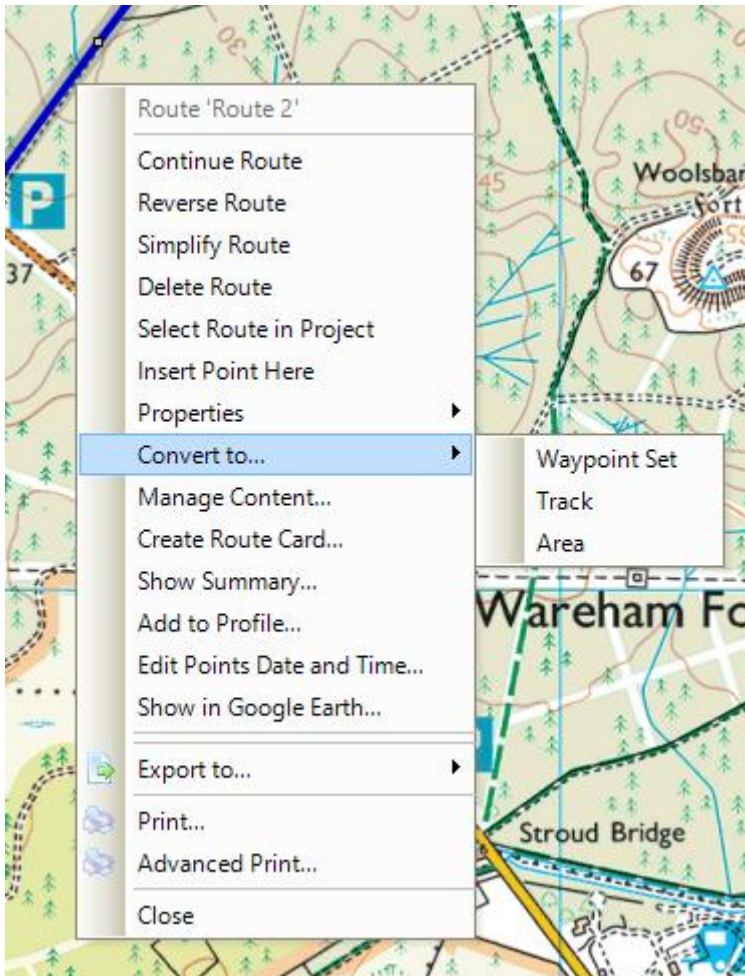 30
Route 'Route 2'
Continue Route
Reverse Route
Simplify Route
Delete Route
Select Route in Project
Insert Point Here
Properties
Convert to...
Manage Content...
Create Route Card...
Show Summary...
Add to Profile...
Edit Points Date and Time...
Show in Google Earth...
Export to...
Print...
Advanced Print...
Close
Waypoint Set
Track
Area
P
37
45
50
Woolsbar
fort
55
67
Wareham Fo
Stroud Bridge